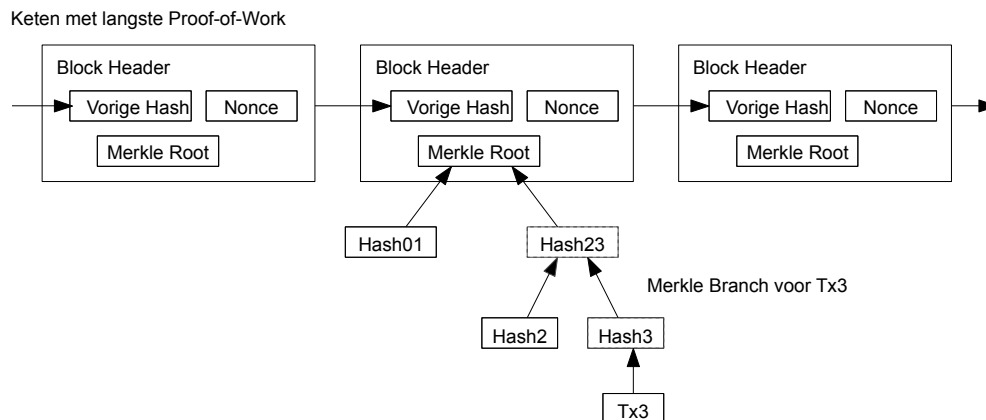 Keten met langste Proof-of-Work
Block Header
Vorige Hash
Nonce
Merkle Root
Block Header
Vorige Hash
Nonce
Merkle Root
Block Header
Vorige Hash
Nonce
Merkle Root
Hash01
Hash23
Merkle Branch voor Tx3
Hash2
Hash3
Tx3